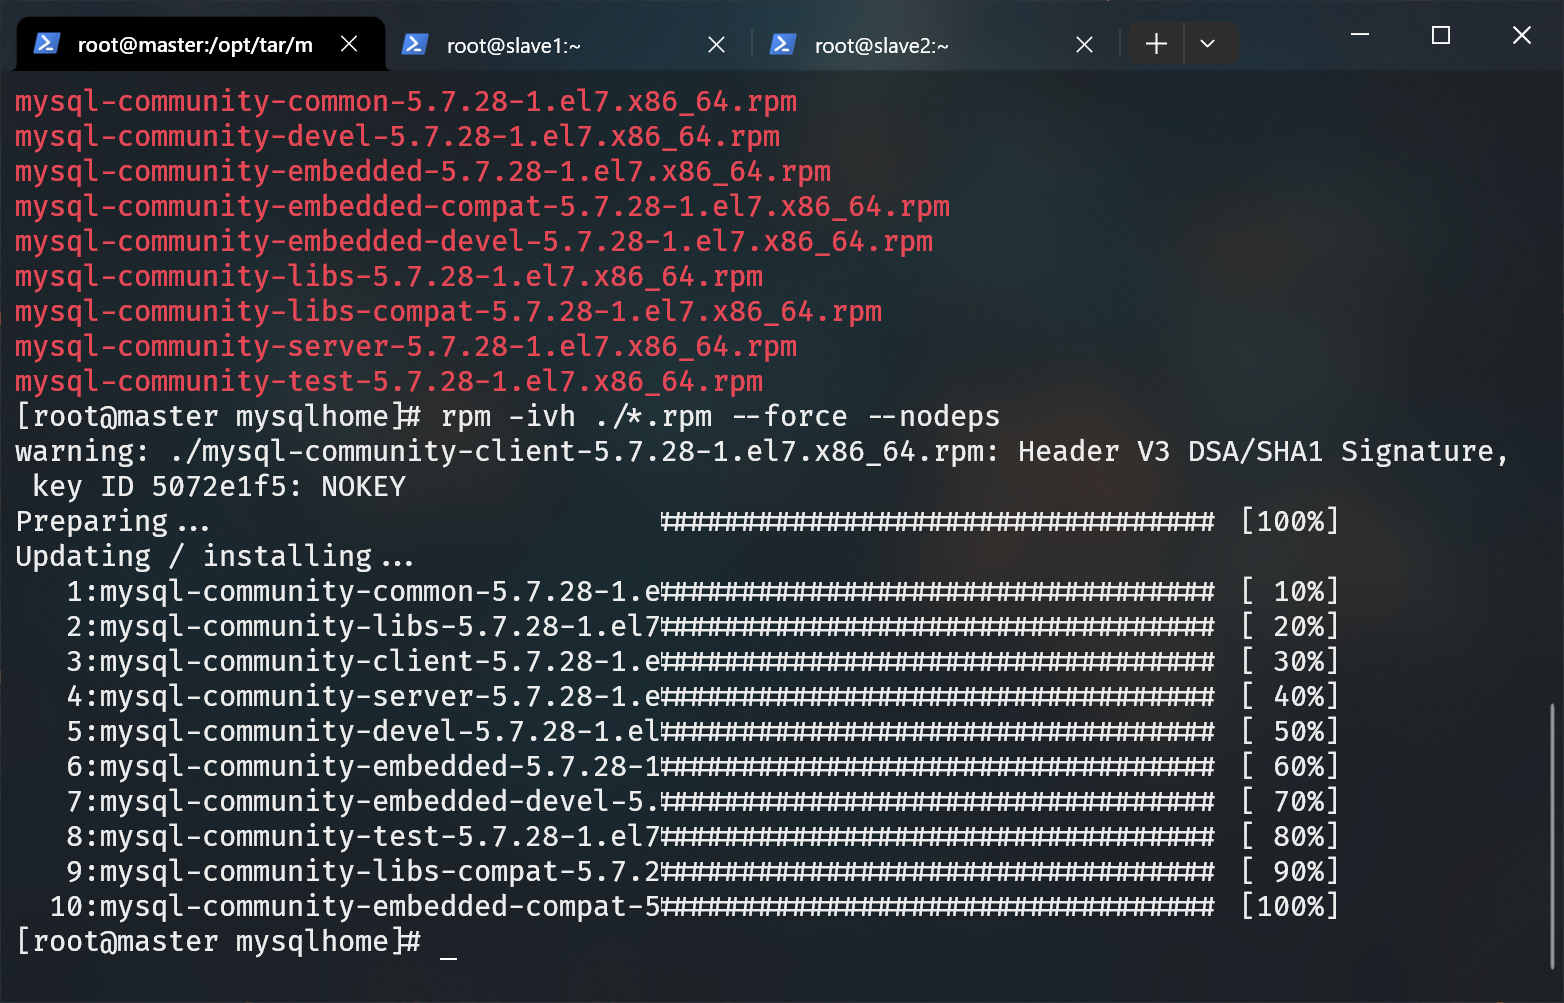 root@master:/opt/tar/m
root@slave1:~
root@slave2:~
mysql-community-common-5.7.28-1.el7.x86_64.rpm
mysql-community-devel-5.7.28-1.el7.x86_64.rpm
mysql-community-embedded-5.7.28-1.el7.x86_64.rpm
mysql-community-embedded-compat-5.7.28-1.el7.x86_64.rpm
mysql-community-embedded-devel-5.7.28-1.el7.x86_64.rpm
mysql-community-libs-5.7.28-1.el7.x86_64.rpm
mysql-community-libs-compat-5.7.28-1.el7.x86_64.rpm
mysql-community-server-5.7.28-1.el7.x86_64.rpm
mysql-community-test-5.7.28-1.el7.x86_64.rpm
[root@master mysqlhome]# rpm -ivh ./*.rpm --force --nodeps
warning: ./mysql-community-client-5.7.28-1.el7.x86_64.rpm: Header V3 DSA/SHA1 Signature,
 key ID 5072e1f5: NOKEY
Preparing...                          ################################# [100%]
Updating / installing...
   1:mysql-community-common-5.7.28-1.e################################# [ 10%]
   2:mysql-community-libs-5.7.28-1.el7################################# [ 20%]
   3:mysql-community-client-5.7.28-1.e################################# [ 30%]
   4:mysql-community-server-5.7.28-1.e################################# [ 40%]
   5:mysql-community-devel-5.7.28-1.el################################# [ 50%]
   6:mysql-community-embedded-5.7.28-1################################# [ 60%]
   7:mysql-community-embedded-devel-5.################################# [ 70%]
   8:mysql-community-test-5.7.28-1.el7################################# [ 80%]
   9:mysql-community-libs-compat-5.7.2################################# [ 90%]
  10:mysql-community-embedded-compat-5################################# [100%]
[root@master mysqlhome]# _